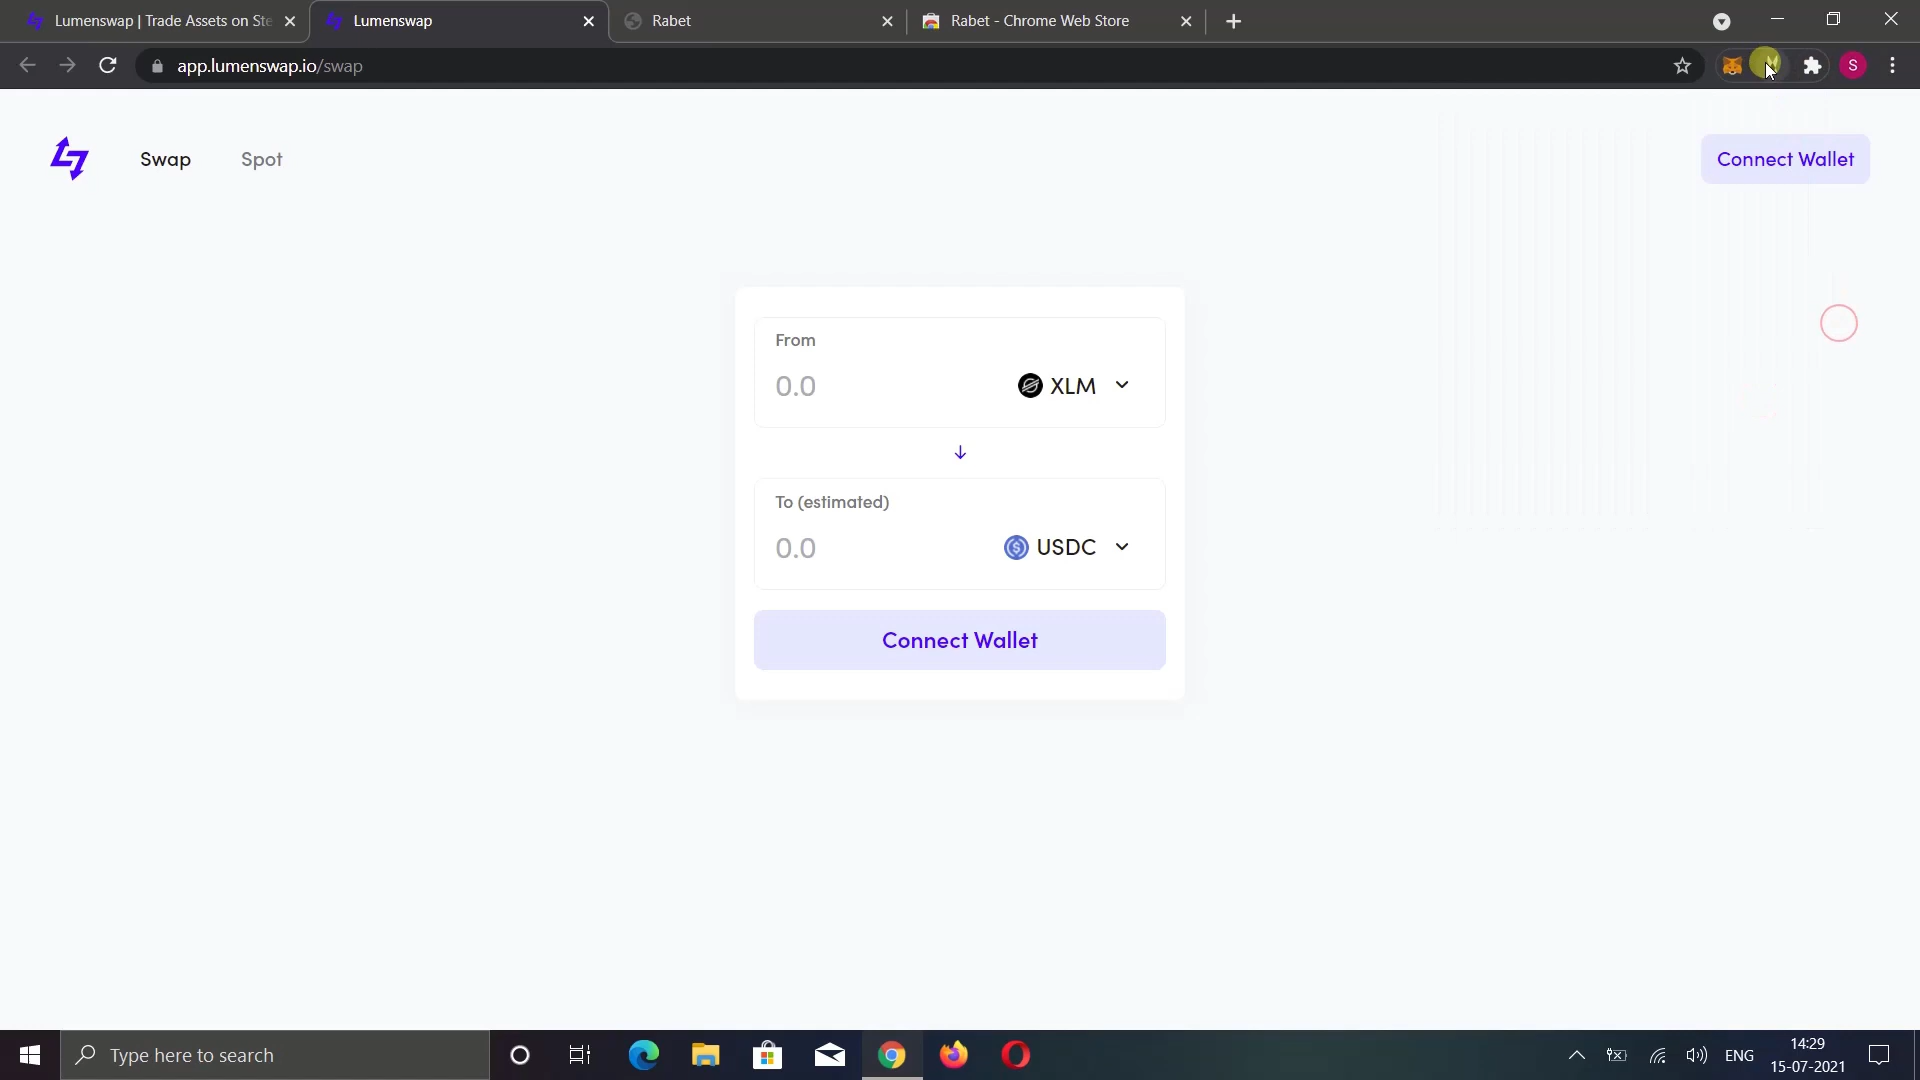 Lumenswap | Trade Assets on Ste
Lumenswap
Rabet
Rabet - Chrome Web Store
app.lumenswap.io/swap
S
Swap
Spot
Connect Wallet
From
0.0
XLM
To (estimated)
0.0
USDC
Connect Wallet
Type here to search
ENG
14:29
15-07-2021